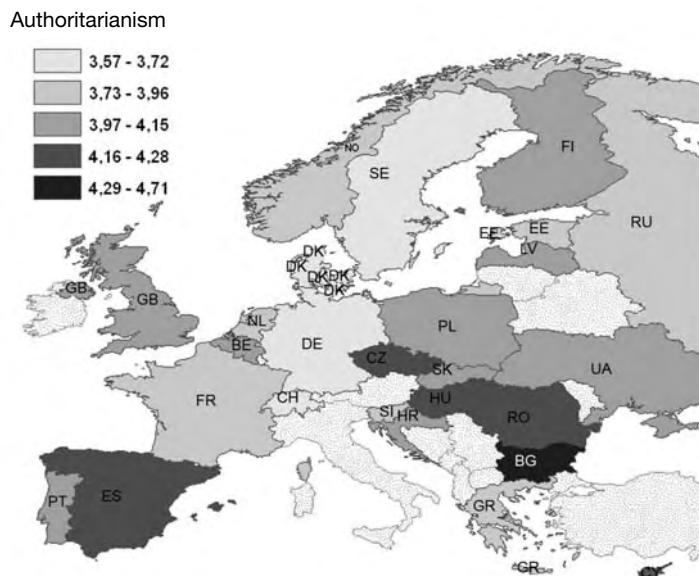 Authoritarianism
3,57 - 3,72
3,73 - 3,96
3,97 - 4,15
4,16 - 4,28
4,29 - 4,71
NO
FI
SE
RU
EE
EE
DK
LV
DK
DK
DK
DK
GB
GB
NL
PL
BE
DE
CZ
UA
SK
FR
CH
HU
RO
SI
HR
BG
PT
ES
GR
GR
CY